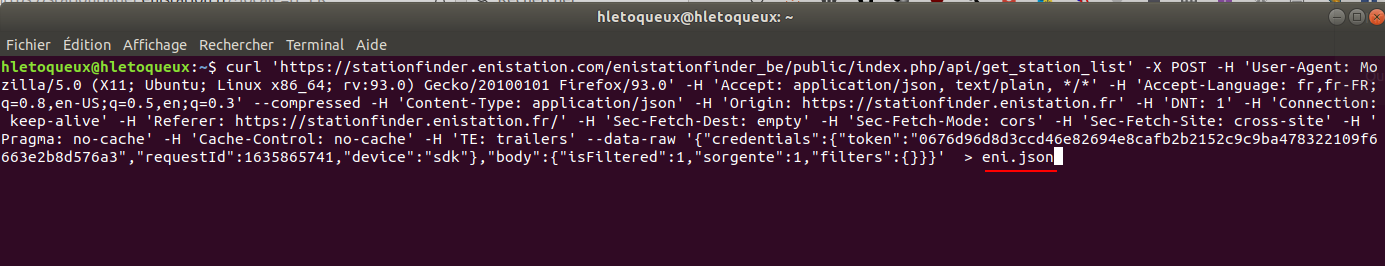 hletoqueux@hletoqueux: ~
Fichier Édition Affichage Rechercher Terminal Aide
hletoqueux@hletoqueux:~$ curl 'https://stationfinder.enistation.com/enistationfinder_be/public/index.php/api/get_station_list' -X POST -H 'User-Agent: Mo
zilla/5.0 (X11; Ubuntu; Linux x86_64; rv:93.0) Gecko/20100101 Firefox/93.0' -H 'Accept: application/json, text/plain, */*' -H 'Accept-Language: fr,fr-FR;
q=0.8,en-US;q=0.5,en;q=0.3' --compressed -H 'Content-Type: application/json' -H 'Origin: https://stationfinder.enistation.fr' -H 'DNT: 1' -H 'Connection:
 keep-alive' -H 'Referer: https://stationfinder.enistation.fr/' -H 'Sec-Fetch-Dest: empty' -H 'Sec-Fetch-Mode: cors' -H 'Sec-Fetch-Site: cross-site' -H '
Pragma: no-cache' -H 'Cache-Control: no-cache' -H 'TE: trailers' --data-raw '{"credentials":{"token":"0676d96d8d3ccd46e82694e8cafb2b2152c9c9ba478322109f6
663e2b8d576a3","requestId":1635865741,"device":"sdk"},"body":{"isFiltered":1,"sorgente":1,"filters":{}}}'  > eni.json